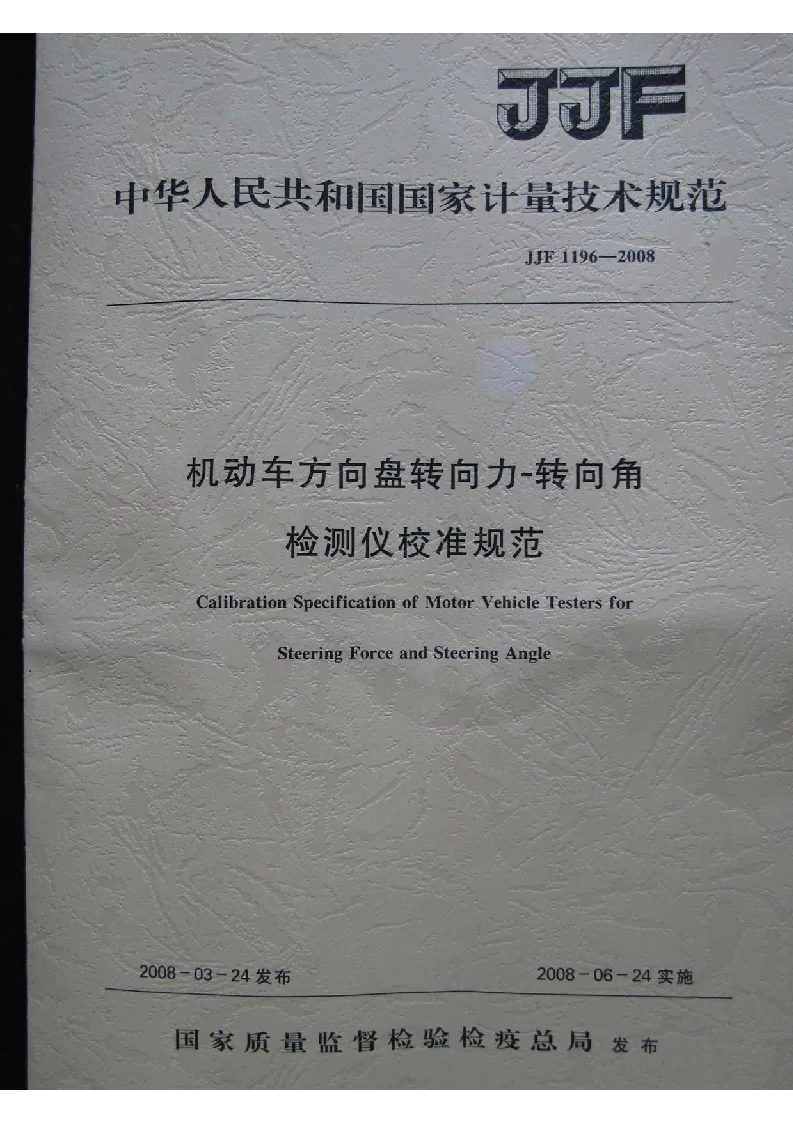 JJF
中华人民共和国国家计量技术规范
JJF 1196—2008
机动车方向盘转向力-转向角
检测仪校准规范
Calibration Specification of Motor Vehicle Testers for
Steering Force and Steering Angle
2008-03-24发布 2008-06-24实施
国家质量监督检验检疫总局 发布